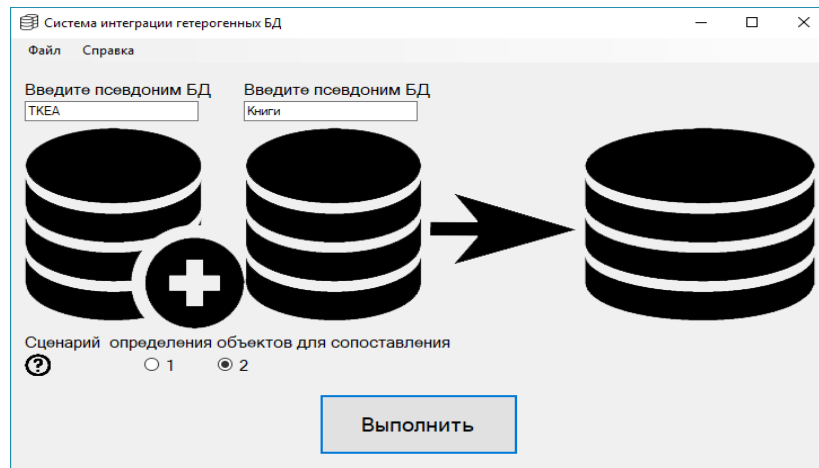 Система интеграции гетерогенных БД
Файл Справка
Введите псевдоним БД Введите псевдоним БД
TKEA Книги
Сценарий определения объектов для сопоставления
? 1 2
Выполнить